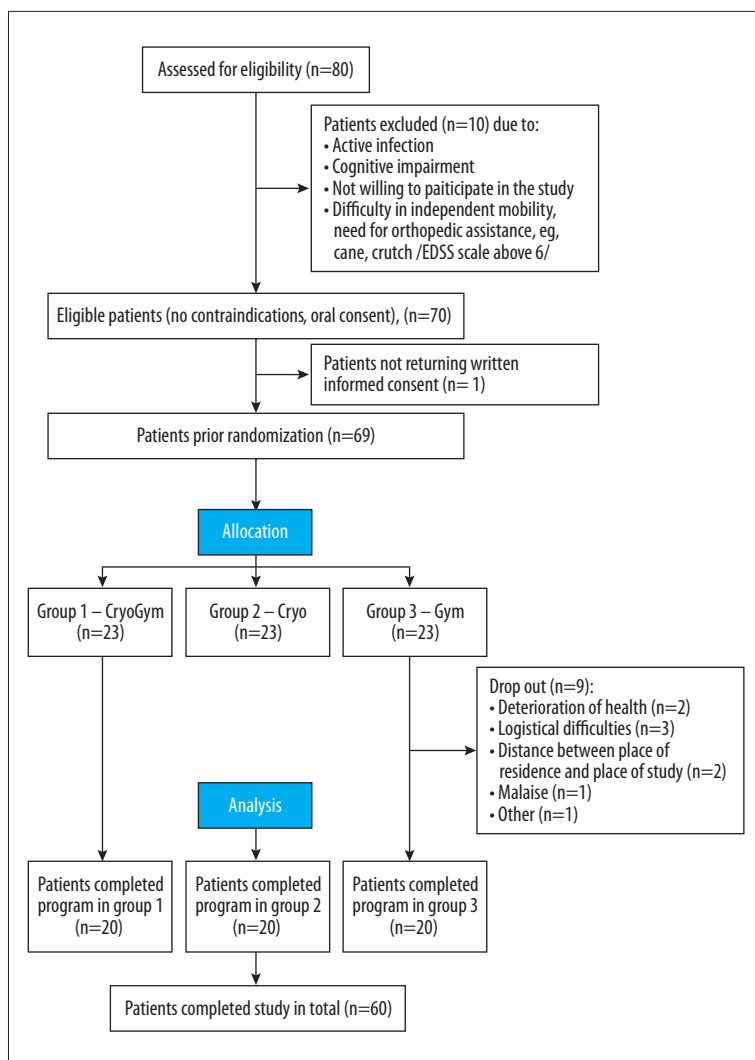 Assessed for eligibility (n=80)
Patients excluded (n=10) due to:
• Active infection
• Cognitive impairment
• Not willing to paiticipate in the study
• Difficulty in independent mobility,
need for orthopedic assistance, eg,
cane, crutch /EDSS scale above 6/
Eligible patients (no contraindications, oral consent), (n=70)
Patients not returning written
informed consent (n= 1)
Patients prior randomization (n=69)
Allocation
Group 1 – CryoGym
(n=23)
Group 2 – Cryo
(n=23)
Group 3 – Gym
(n=23)
Drop out (n=9):
• Deterioration of health (n=2)
• Logistical difficulties (n=3)
• Distance between place of
residence and place of study (n=2)
• Malaise (n=1)
• Other (n=1)
Analysis
Patients completed
program in group 1
(n=20)
Patients completed
program in group 2
(n=20)
Patients completed
program in group 3
(n=20)
Patients completed study in total (n=60)